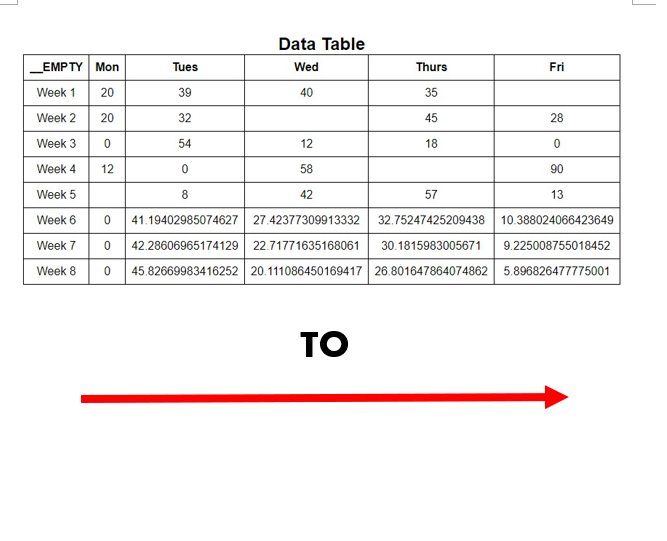 Data Table
__EMPTY Mon Tues Wed Thurs Fri
Week 1 20 39 40 35
Week 2 20 32 45 28
Week 3 0 54 12 18 0
Week 4 12 0 58 90
Week 5 8 42 57 13
Week 6 0 41.19402985074627 27.42377309913332 32.75247425209438 10.388024066423649
Week 7 0 42.28606965174129 22.71771635168061 30.1815983005671 9.225008755018452
Week 8 0 45.82669983416252 20.111086450169417 26.801647864074862 5.896826477775001
TO